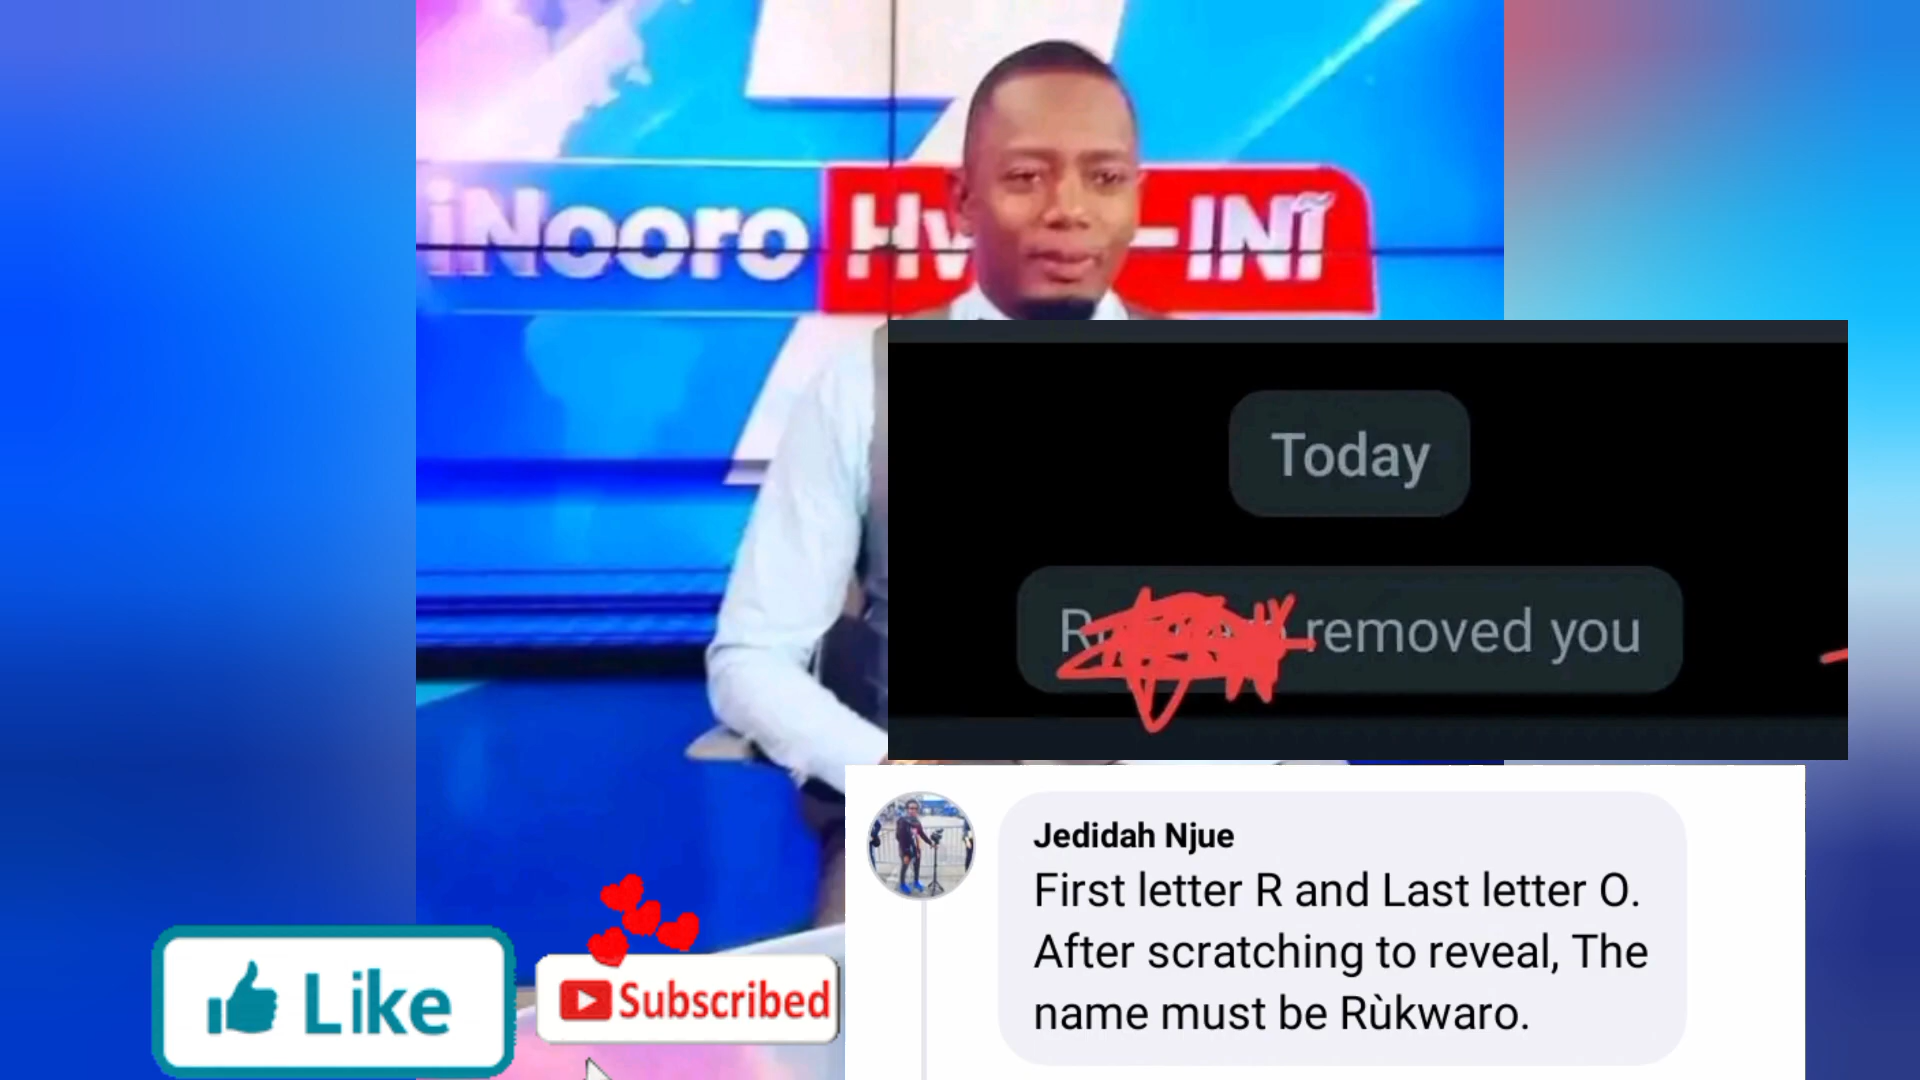 iNooro
-INĨ
Today
removed you
Jedidah Njue
First letter R and Last letter O.
After scratching to reveal, The
name must be Rùkwaro.
Like
Subscribed